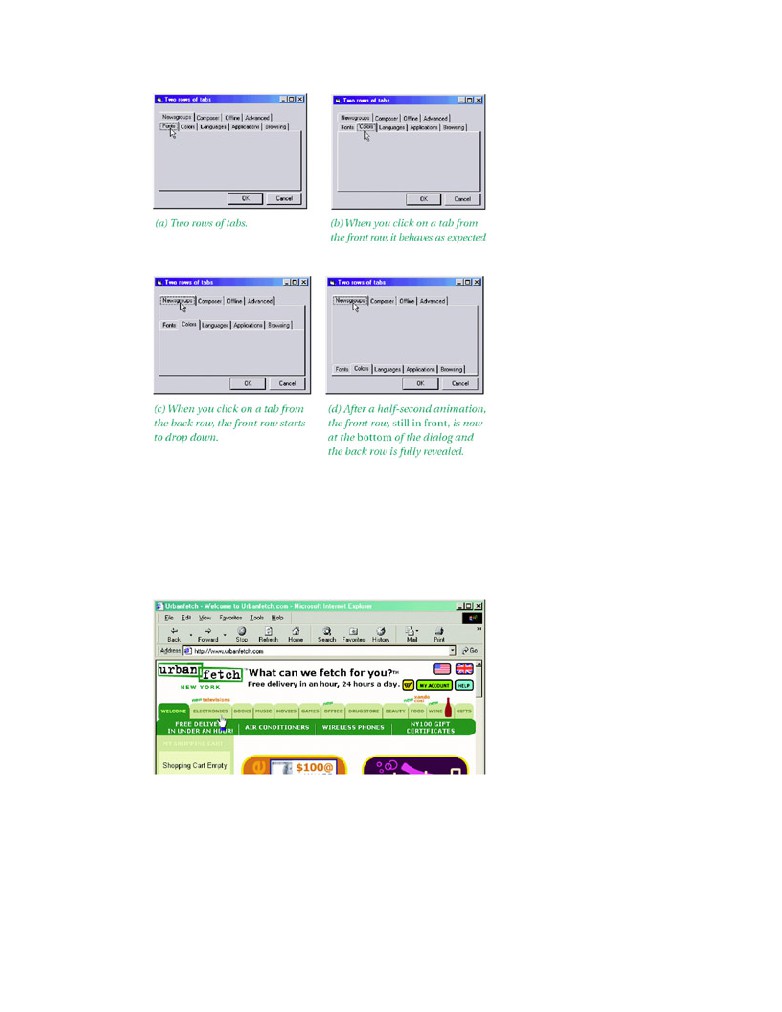 Two rows of tabs
Newsgroups Composer Offline Advanced
Fonts Colors Languages Applications Browsing
OK Cancel
Two rows of tabs
Newsgroups Composer Offline Advanced
Fonts Colors Languages Applications Browsing
OK Cancel
(a) Two rows of tabs.
(b) When you click on a tab from
the front row, it behaves as expected
Two rows of tabs
Newsgroups Composer Offline Advanced
Fonts Colors Languages Applications Browsing
OK Cancel
Two rows of tabs
Newsgroups Composer Offline Advanced
Fonts Colors Languages Applications Browsing
OK Cancel
(c) When you click on a tab from
the back row, the front row starts
to drop down.
(d) After a half-second animation,
the front row, still in front, is now
at the bottom of the dialog and
the back row is fully revealed.
Urbanfetch - Welcome to Urbanfetch.com - Microsoft Internet Explorer
File Edit View Favorites Tools Help
Back Forward Stop Refresh Home Search Favorites History Mail Print
Address http://www.urbanfetch.com Go
urban fetch What can we fetch for you?™
NEW YORK Free delivery in an hour, 24 hours a day. MY ACCOUNT HELP
WELCOME ELECTRONICS BOOKS MUSIC MOVIES GAMES OFFICE DRUGSTORE BEAUTY FOOD WINE GIFTS
FREE DELIVERY AIR CONDITIONERS WIRELESS PHONES NY100 GIFT
IN UNDER AN HOUR! CERTIFICATES
MY SHOPPING CART
Shopping Cart Empty
$100@